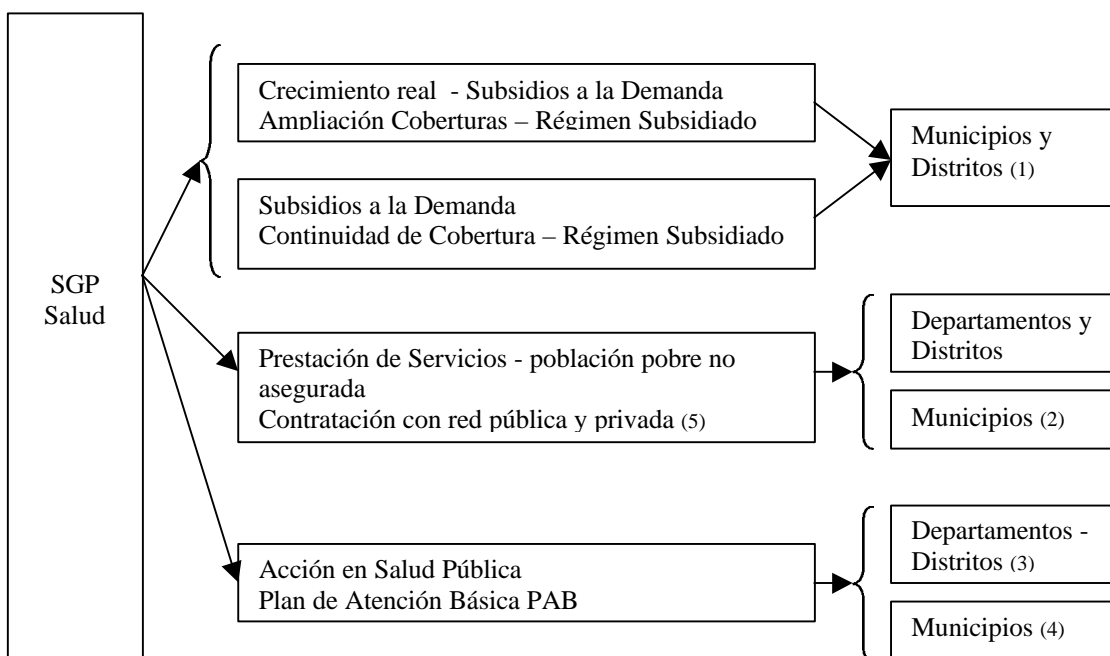 SGP
Salud
Crecimiento real - Subsidios a la Demanda
Ampliación Coberturas – Régimen Subsidiado
Subsidios a la Demanda
Continuidad de Cobertura – Régimen Subsidiado
Municipios y
Distritos (1)
Prestación de Servicios - población pobre no
asegurada
Contratación con red pública y privada (5)
Departamentos y
Distritos
Municipios (2)
Acción en Salud Pública
Plan de Atención Básica PAB
Departamentos -
Distritos (3)
Municipios (4)